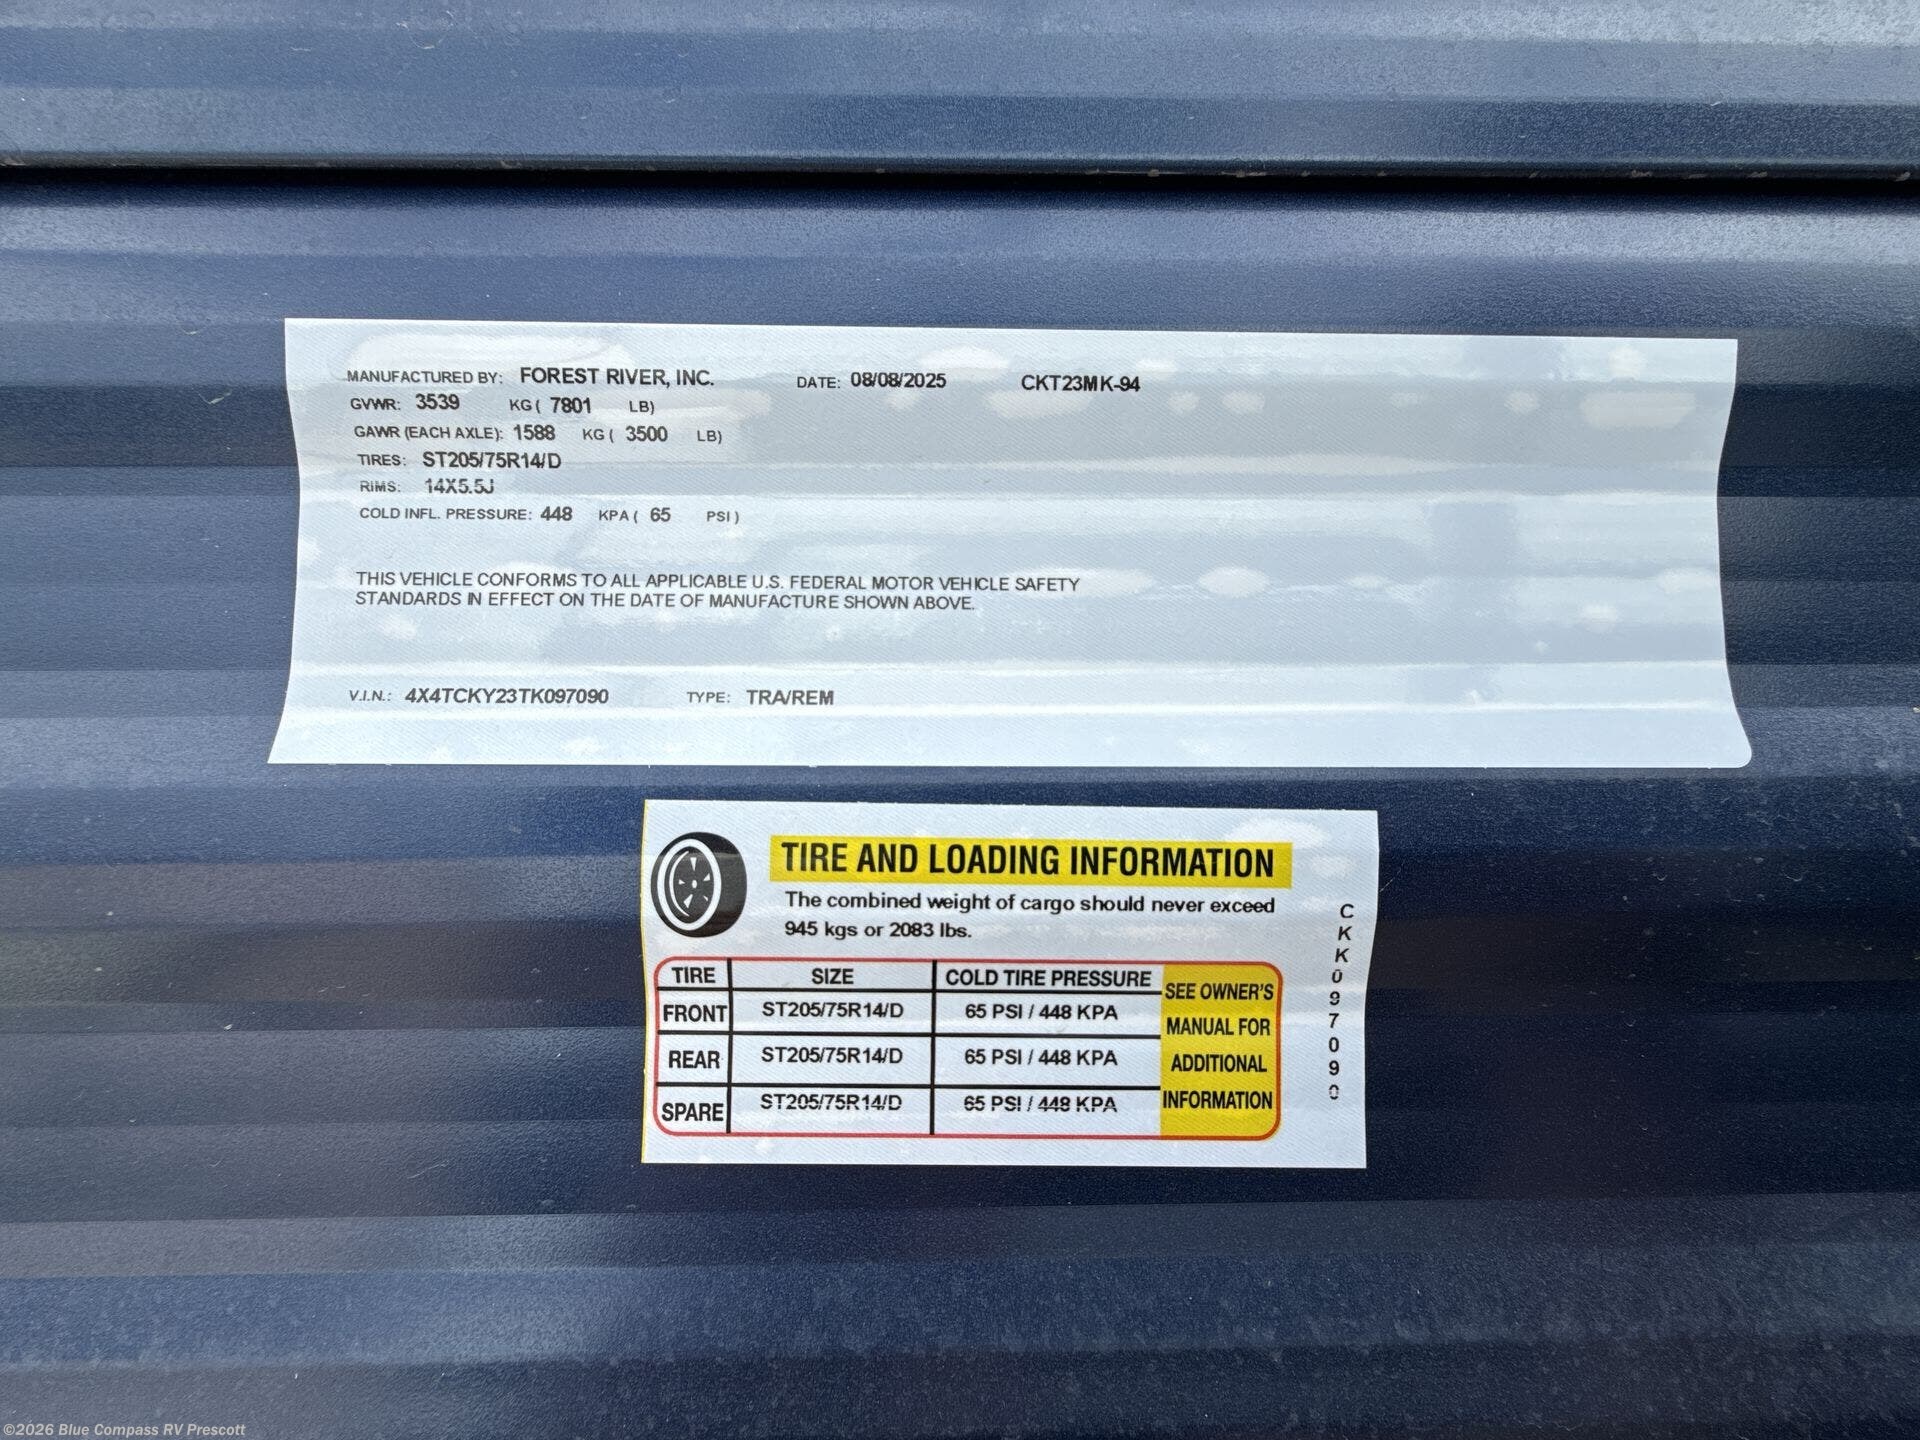 MANUFACTURED BY: FOREST RIVER, INC. DATE: 08/08/2025 CKT23MK-94
GVWR: 3539 KG ( 7801 LB)
GAWR (EACH AXLE): 1588 KG ( 3500 LB)
TIRES: ST205/75R14/D
RIMS: 14X5.5J
COLD INFL. PRESSURE: 448 KPA ( 65 PSI )
THIS VEHICLE CONFORMS TO ALL APPLICABLE U.S. FEDERAL MOTOR VEHICLE SAFETY
STANDARDS IN EFFECT ON THE DATE OF MANUFACTURE SHOWN ABOVE.
V.I.N.: 4X4TCKY23TK097090 TYPE: TRA/REM
TIRE AND LOADING INFORMATION
The combined weight of cargo should never exceed
945 kgs or 2083 lbs.
TIRE SIZE COLD TIRE PRESSURE
FRONT ST205/75R14/D 65 PSI / 448 KPA
REAR ST205/75R14/D 65 PSI / 448 KPA
SPARE ST205/75R14/D 65 PSI / 448 KPA
SEE OWNER'S
MANUAL FOR
ADDITIONAL
INFORMATION
CKK097090
©2026 Blue Compass RV Prescott